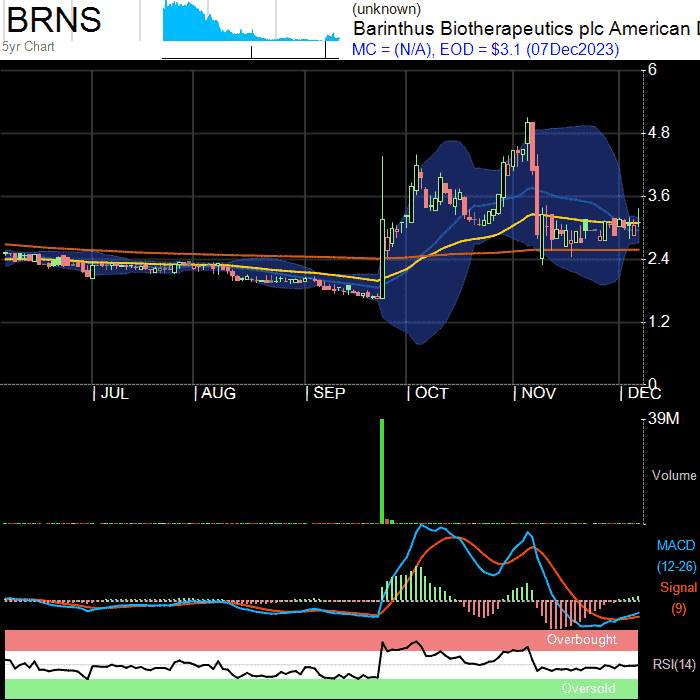 BRNS
(unknown)
Barinthus Biotherapeutics plc American
5yr Chart
MC = (N/A), EOD = $3.1 (07Dec2023)
6
4.8
3.6
2.4
1.2
0
JUL AUG SEP OCT NOV DEC
39M
Volume
MACD
(12-26)
Signal
(9)
Overbought
RSI(14)
Oversold